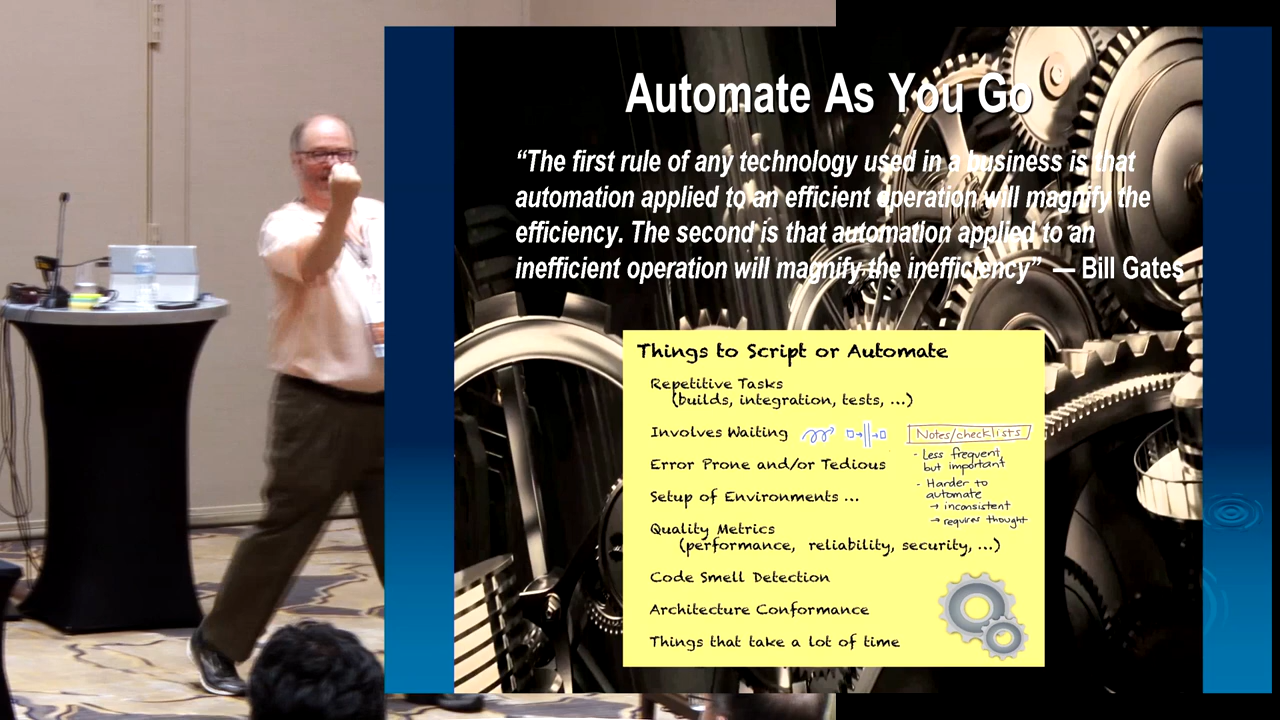 Automate As You Go
“The first rule of any technology used in a business is that
automation applied to an efficient operation will magnify the
efficiency. The second is that automation applied to an
inefficient operation will magnify the inefficiency” — Bill Gates
Things to Script or Automate
Repetitive Tasks
(builds, integration, tests, ...)
Involves Waiting
Error Prone and/or Tedious
Setup of Environments ...
Quality Metrics
(performance, reliability, security, ...)
Code Smell Detection
Architecture Conformance
Things that take a lot of time
Notes/checklists
- Less frequent,
but important
- Harder to
automate
→ inconsistent
→ requires thought